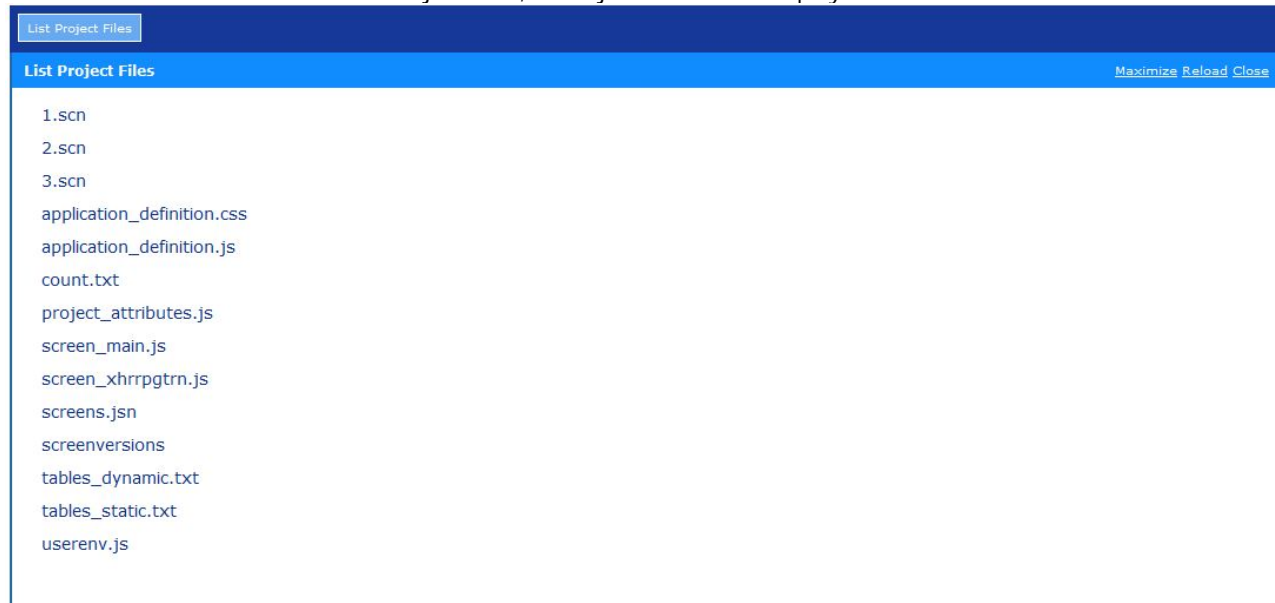 List Project Files
List Project Files Maximize Reload Close
1.scn
2.scn
3.scn
application_definition.css
application_definition.js
count.txt
project_attributes.js
screen_main.js
screen_xhrrpgtrn.js
screens.jsn
screenversions
tables_dynamic.txt
tables_static.txt
userenv.js